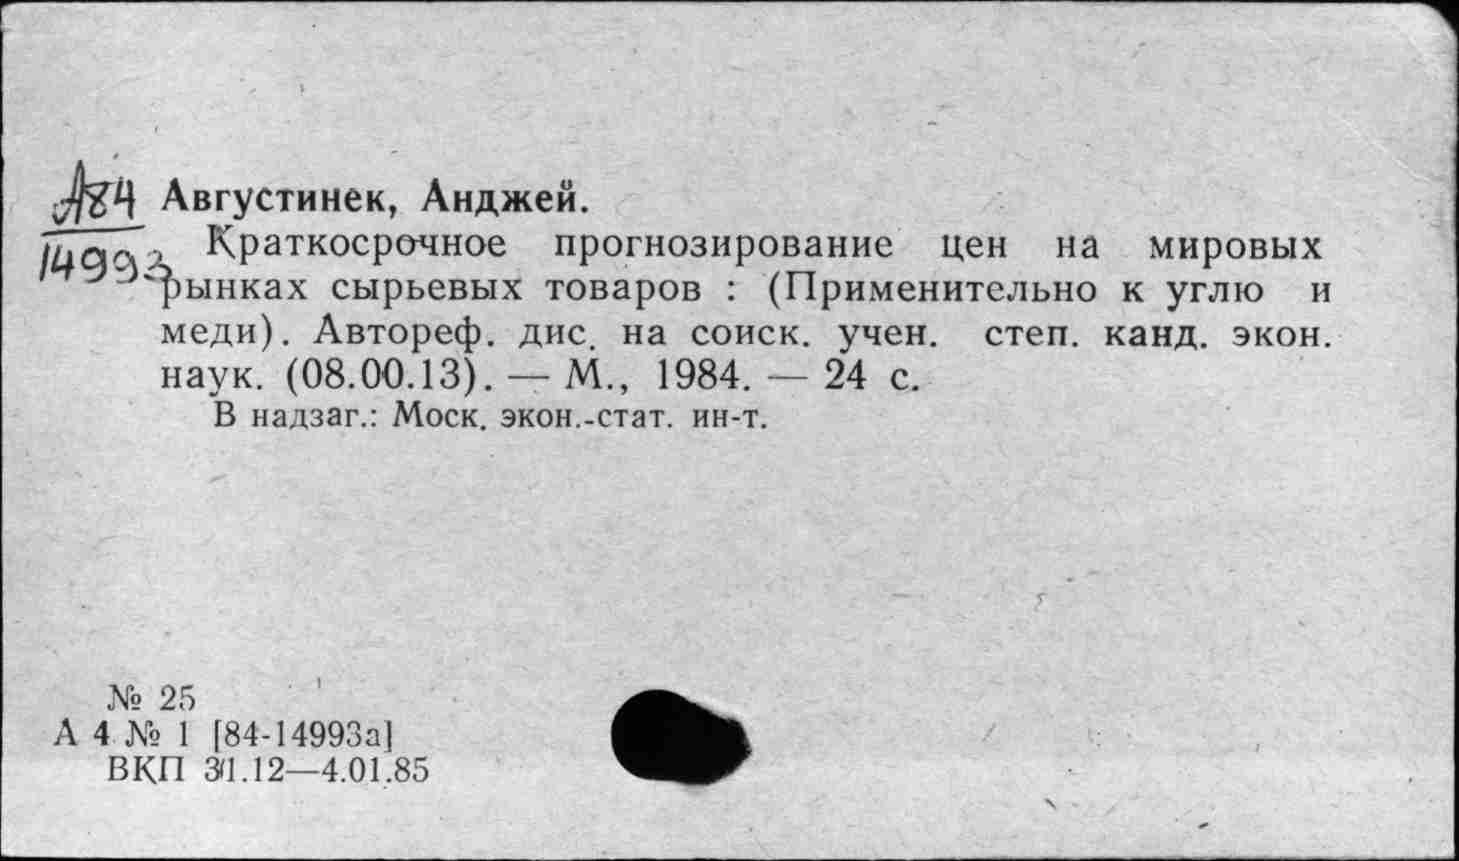 А84 Августинек, Анджей.
14993 Краткосрочное прогнозирование цен на мировых
рынках сырьевых товаров : (Применительно к углю и
меди). Автореф. дис. на соиск. учен. степ. канд. экон.
наук. (08.00.13). — М., 1984. — 24 с.
В надзаг.: Моск. экон.-стат. ин-т.
№ 25
А 4 № 1 [84-14993а]
ВКП 31.12—4.01.85